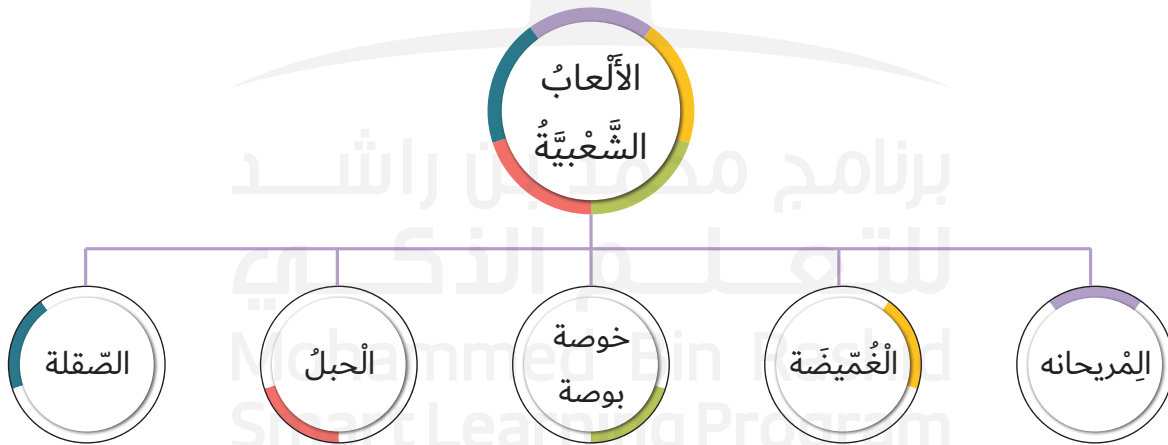 الأَلْعابُ
الشَّعْبيَّةُ
برنامج محمد بن راشد
للتعلم الذكي
Mohammed Bin Rashid
Smart Learning Program
الِمْريحانه
الْغُمّيضَة
خوصة
بوصة
الْحبلُ
الصّقلة